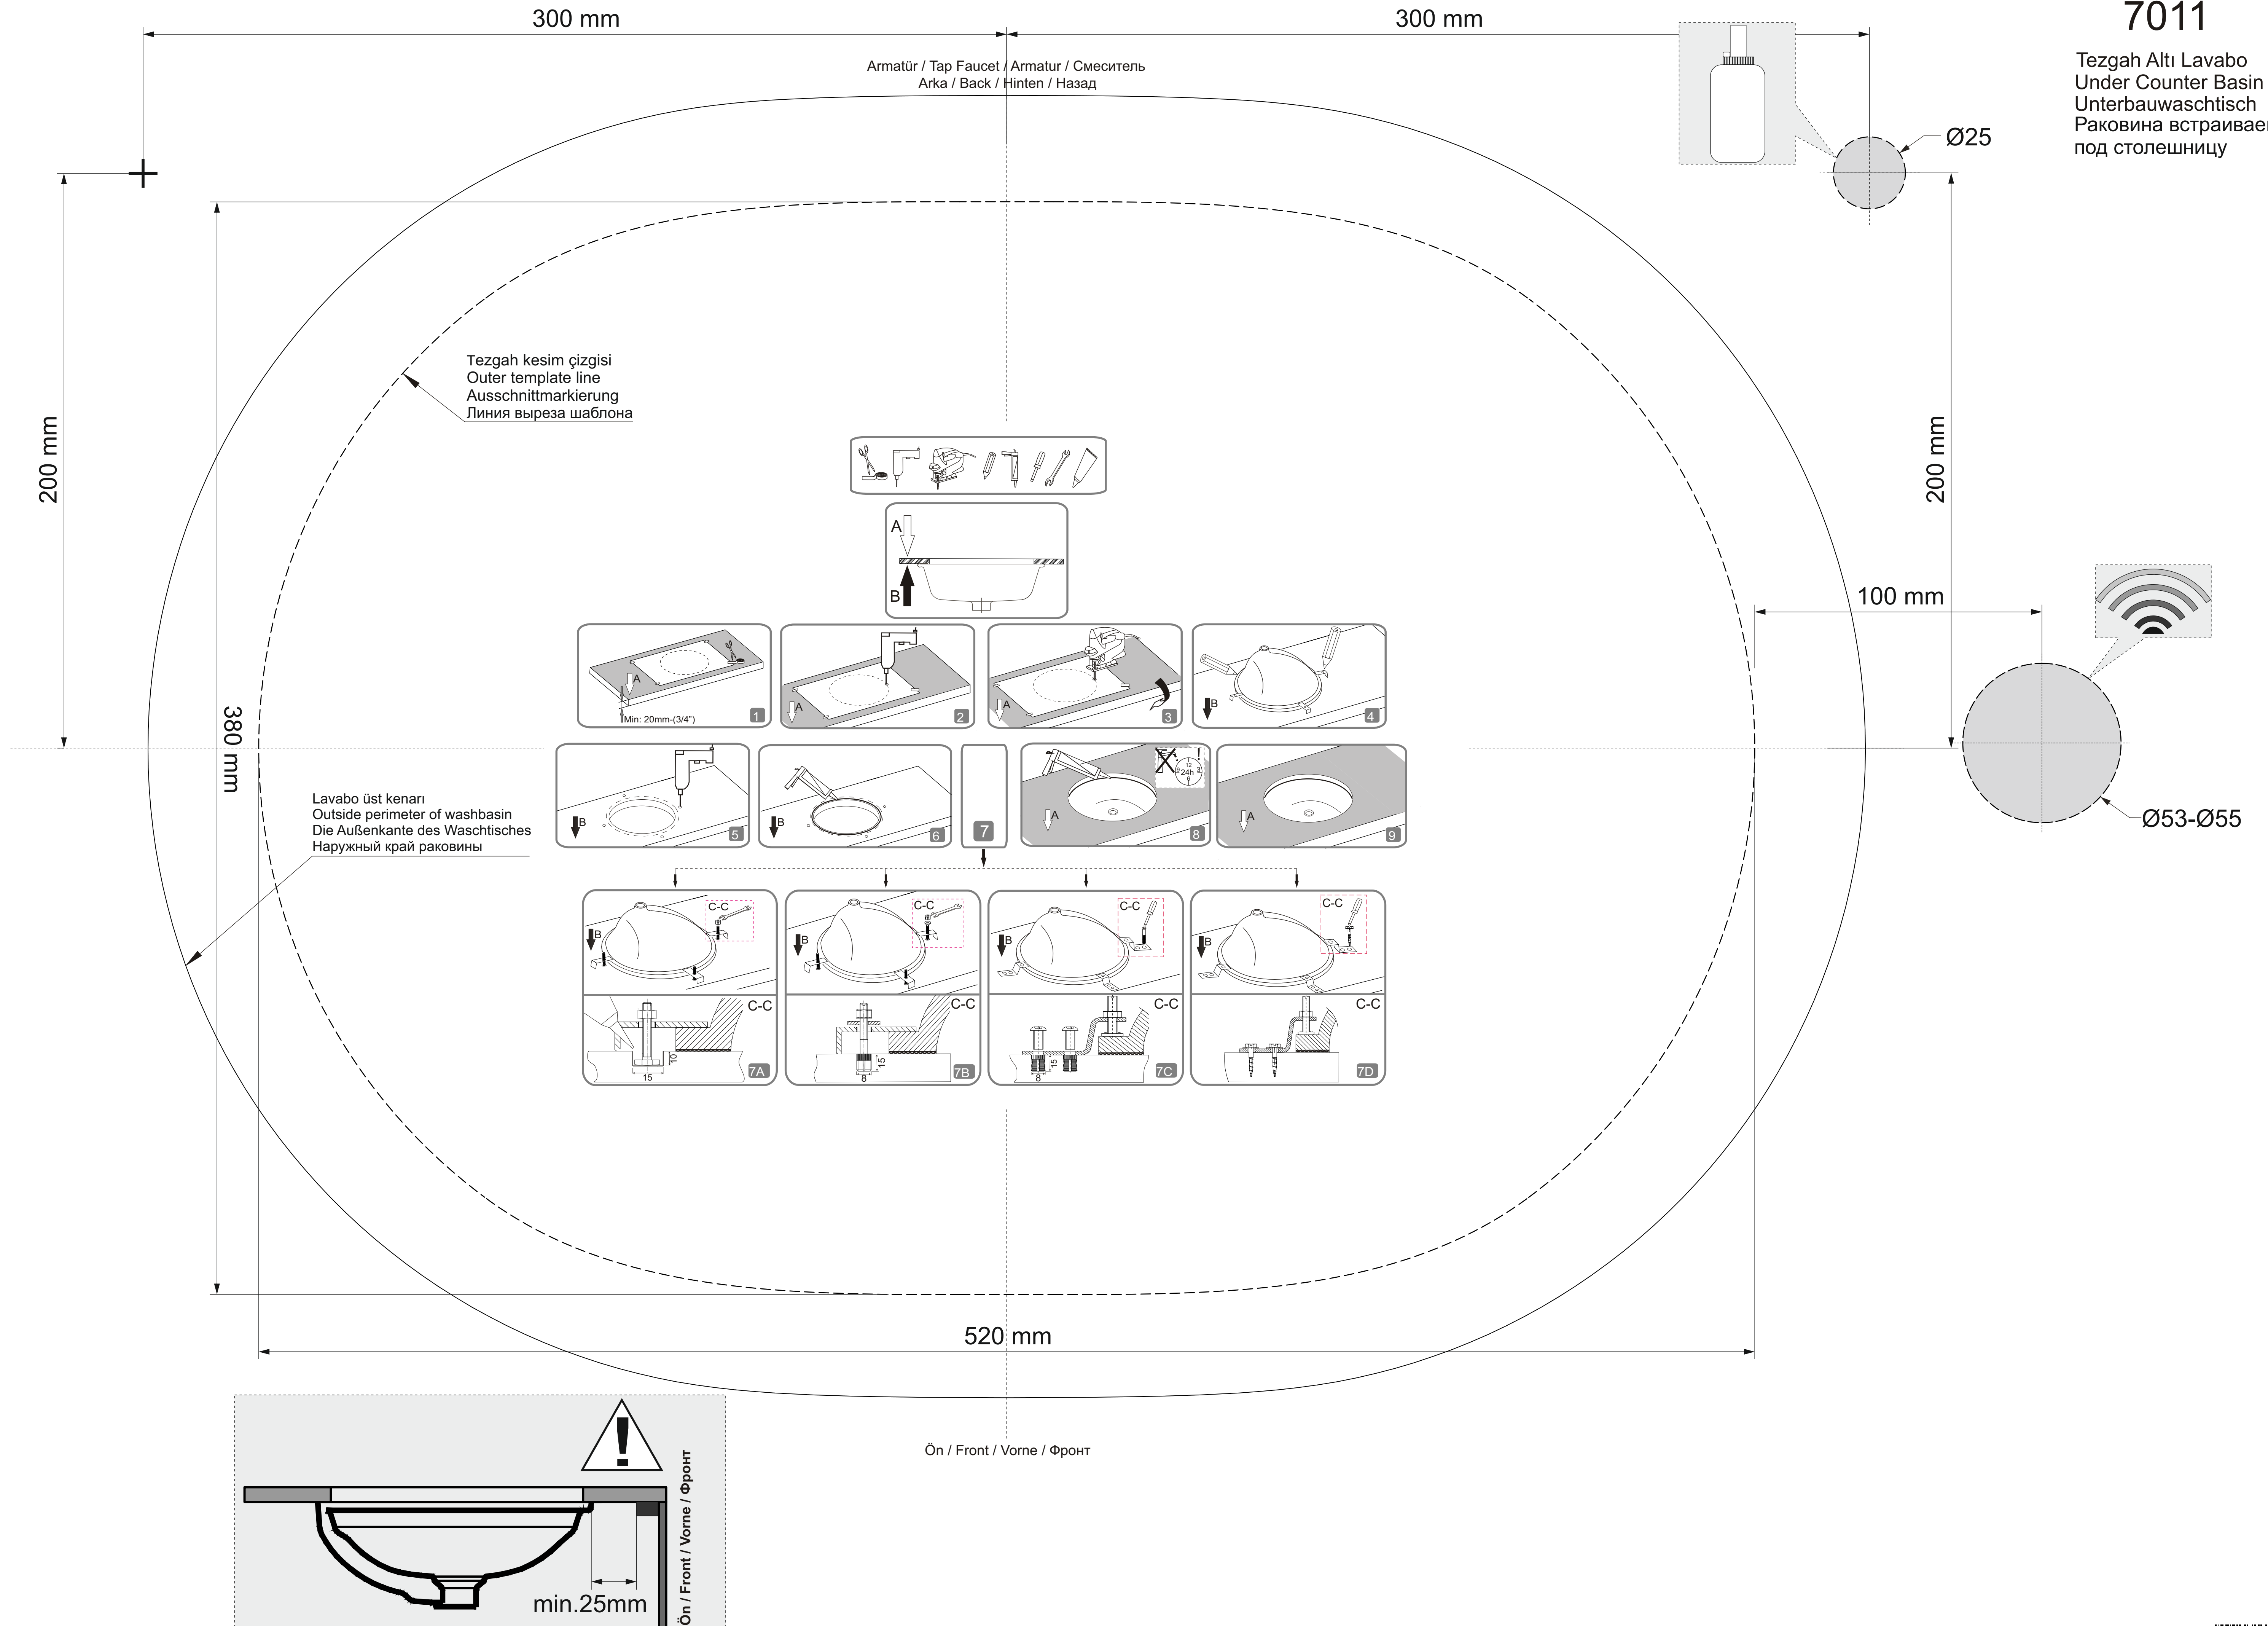 300 mm
300 mm
7011
Armatür / Tap Faucet / Armatur / Смеситель
Arka / Back / Hinten / Назад
Tezgah Altı Lavabo
Under Counter Basin
Unterbauwaschtisch
Раковина встраивае
под столешницу
Ø25
Tezgah kesim çizgisi
Outer template line
Ausschnittmarkierung
Линия выреза шаблона
200 mm
200 mm
A
B
100 mm
A
Min: 20mm-(3/4")
1
A
2
A
3
B
4
380 mm
B
5
B
6
7
12
9
24h
3
6
!
A
8
A
9
Ø53-Ø55
Lavabo üst kenarı
Outside perimeter of washbasin
Die Außenkante des Waschtisches
Наружный край раковины
C-C
B
C-C
B
C-C
B
C-C
B
C-C
10
15
7A
C-C
15
8
7B
C-C
15
8
7C
C-C
7D
520 mm
Ön / Front / Vorne / Фронт
!
Ön / Front / Vorne / Фронт
min.25mm